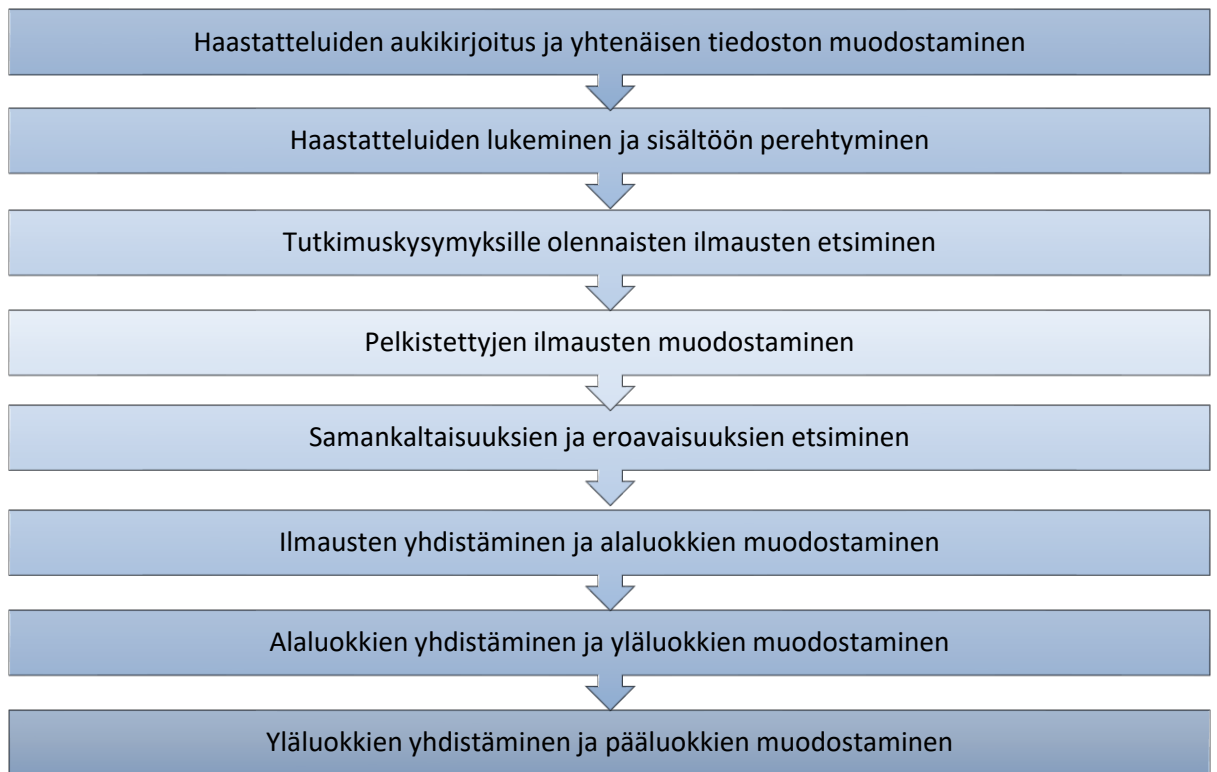 Haastatteluiden aukikirjoitus ja yhtenäisen tiedoston muodostaminen
Haastatteluiden lukeminen ja sisältöön perehtyminen
Tutkimuskysymyksille olennaisten ilmausten etsiminen
Pelkistettyjen ilmausten muodostaminen
Samankaltaisuuksien ja eroavaisuuksien etsiminen
Ilmausten yhdistäminen ja alaluokkien muodostaminen
Alaluokkien yhdistäminen ja yläluokkien muodostaminen
Yläluokkien yhdistäminen ja pääluokkien muodostaminen